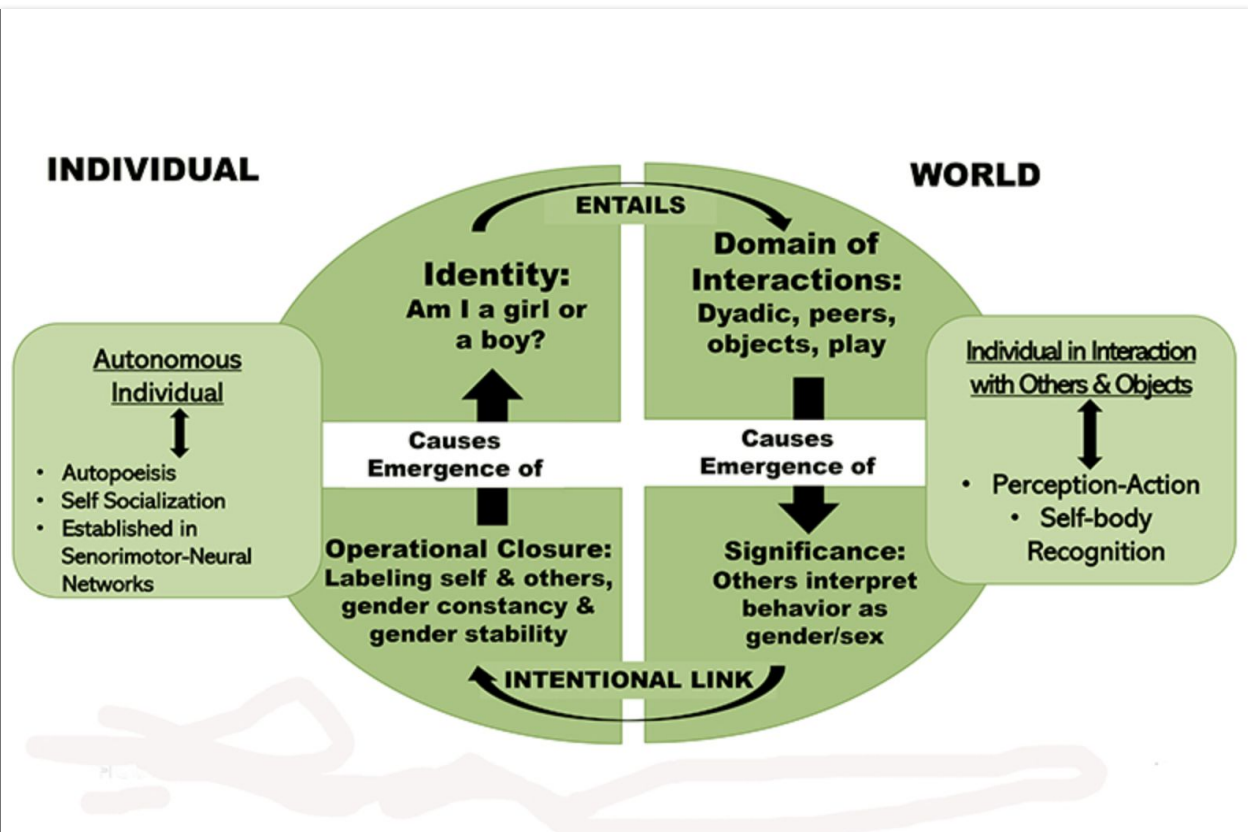 INDIVIDUAL
WORLD
ENTAILS
Identity:
Am I a girl or
a boy?
Domain of
Interactions:
Dyadic, peers,
objects, play
Autonomous
Individual
• Autopoeisis
• Self Socialization
• Established in
Senorimotor-Neural
Networks
Individual in Interaction
with Others & Objects
• Perception-Action
• Self-body
Recognition
Causes
Emergence of
Causes
Emergence of
Operational Closure:
Labeling self & others,
gender constancy &
gender stability
Significance:
Others interpret
behavior as
gender/sex
INTENTIONAL LINK